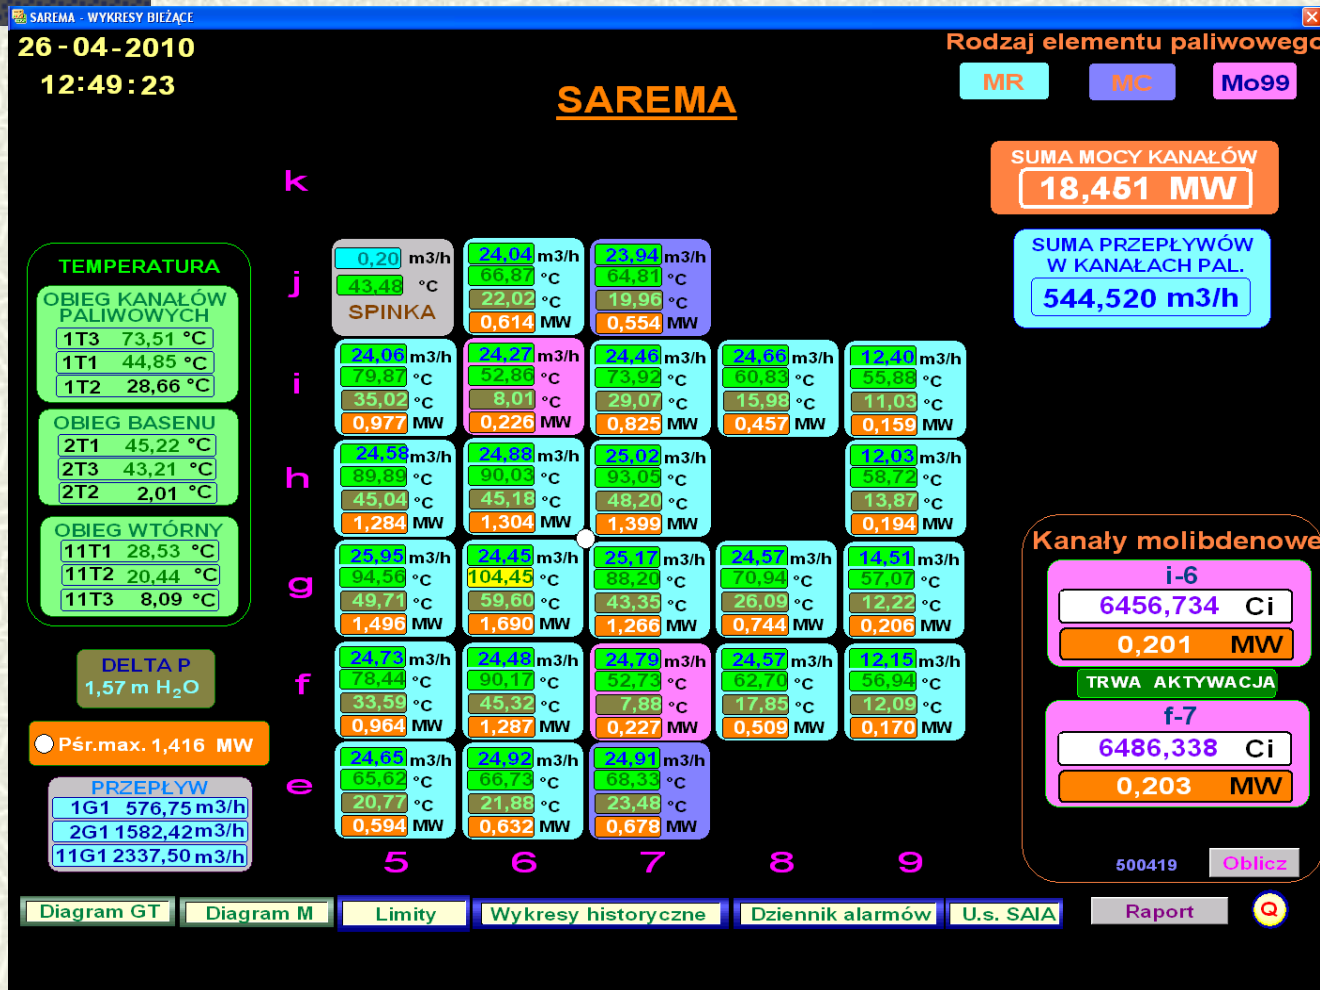 SAREMA - WYKRESY BIEŻĄCE
26-04-2010
12:49:23
SAREMA
Rodzaj elementu paliwowego
MR MC Mo99
SUMA MOCY KANAŁÓW
18,451 MW
SUMA PRZEPŁYWÓW
W KANAŁACH PAL.
544,520 m3/h
TEMPERATURA
OBIEG KANAŁÓW
PALIWOWYCH
1T3 73,51 °C
1T1 44,85 °C
1T2 28,66 °C
OBIEG BASENU
2T1 45,22 °C
2T3 43,21 °C
2T2 2,01 °C
OBIEG WTÓRNY
11T1 28,53 °C
11T2 20,44 °C
11T3 8,09 °C
DELTA P
1,57 m H₂O
Pśr.max. 1,416 MW
PRZEPŁYW
1G1 576,75 m3/h
2G1 1582,42 m3/h
11G1 2337,50 m3/h
k
j
0,20 m3/h
43,48 °C
SPINKA
24,04 m3/h
66,87 °C
22,02 °C
0,614 MW
23,94 m3/h
64,81 °C
19,96 °C
0,554 MW
i
24,06 m3/h
79,87 °C
35,02 °C
0,977 MW
24,27 m3/h
52,86 °C
8,01 °C
0,226 MW
24,46 m3/h
73,92 °C
29,07 °C
0,825 MW
24,66 m3/h
60,83 °C
15,98 °C
0,457 MW
12,40 m3/h
55,88 °C
11,03 °C
0,159 MW
h
24,58 m3/h
89,89 °C
45,04 °C
1,284 MW
24,88 m3/h
90,03 °C
45,18 °C
1,304 MW
25,02 m3/h
93,05 °C
48,20 °C
1,399 MW
12,03 m3/h
58,72 °C
13,87 °C
0,194 MW
g
25,95 m3/h
94,56 °C
49,71 °C
1,496 MW
24,45 m3/h
104,45 °C
59,60 °C
1,690 MW
25,17 m3/h
88,20 °C
43,35 °C
1,266 MW
24,57 m3/h
70,94 °C
26,09 °C
0,744 MW
14,51 m3/h
57,07 °C
12,22 °C
0,206 MW
f
24,73 m3/h
78,44 °C
33,59 °C
0,964 MW
24,48 m3/h
90,17 °C
45,32 °C
1,287 MW
24,79 m3/h
52,73 °C
7,88 °C
0,227 MW
24,57 m3/h
62,70 °C
17,85 °C
0,509 MW
12,15 m3/h
56,94 °C
12,09 °C
0,170 MW
e
24,65 m3/h
65,62 °C
20,77 °C
0,594 MW
24,92 m3/h
66,73 °C
21,88 °C
0,632 MW
24,91 m3/h
68,33 °C
23,48 °C
0,678 MW
5 6 7 8 9
Kanały molibdenowe
i-6
6456,734 Ci
0,201 MW
TRWA AKTYWACJA
f-7
6486,338 Ci
0,203 MW
500419 Oblicz
Diagram GT Diagram M Limity Wykresy historyczne Dziennik alarmów U.s. SAIA Raport Q